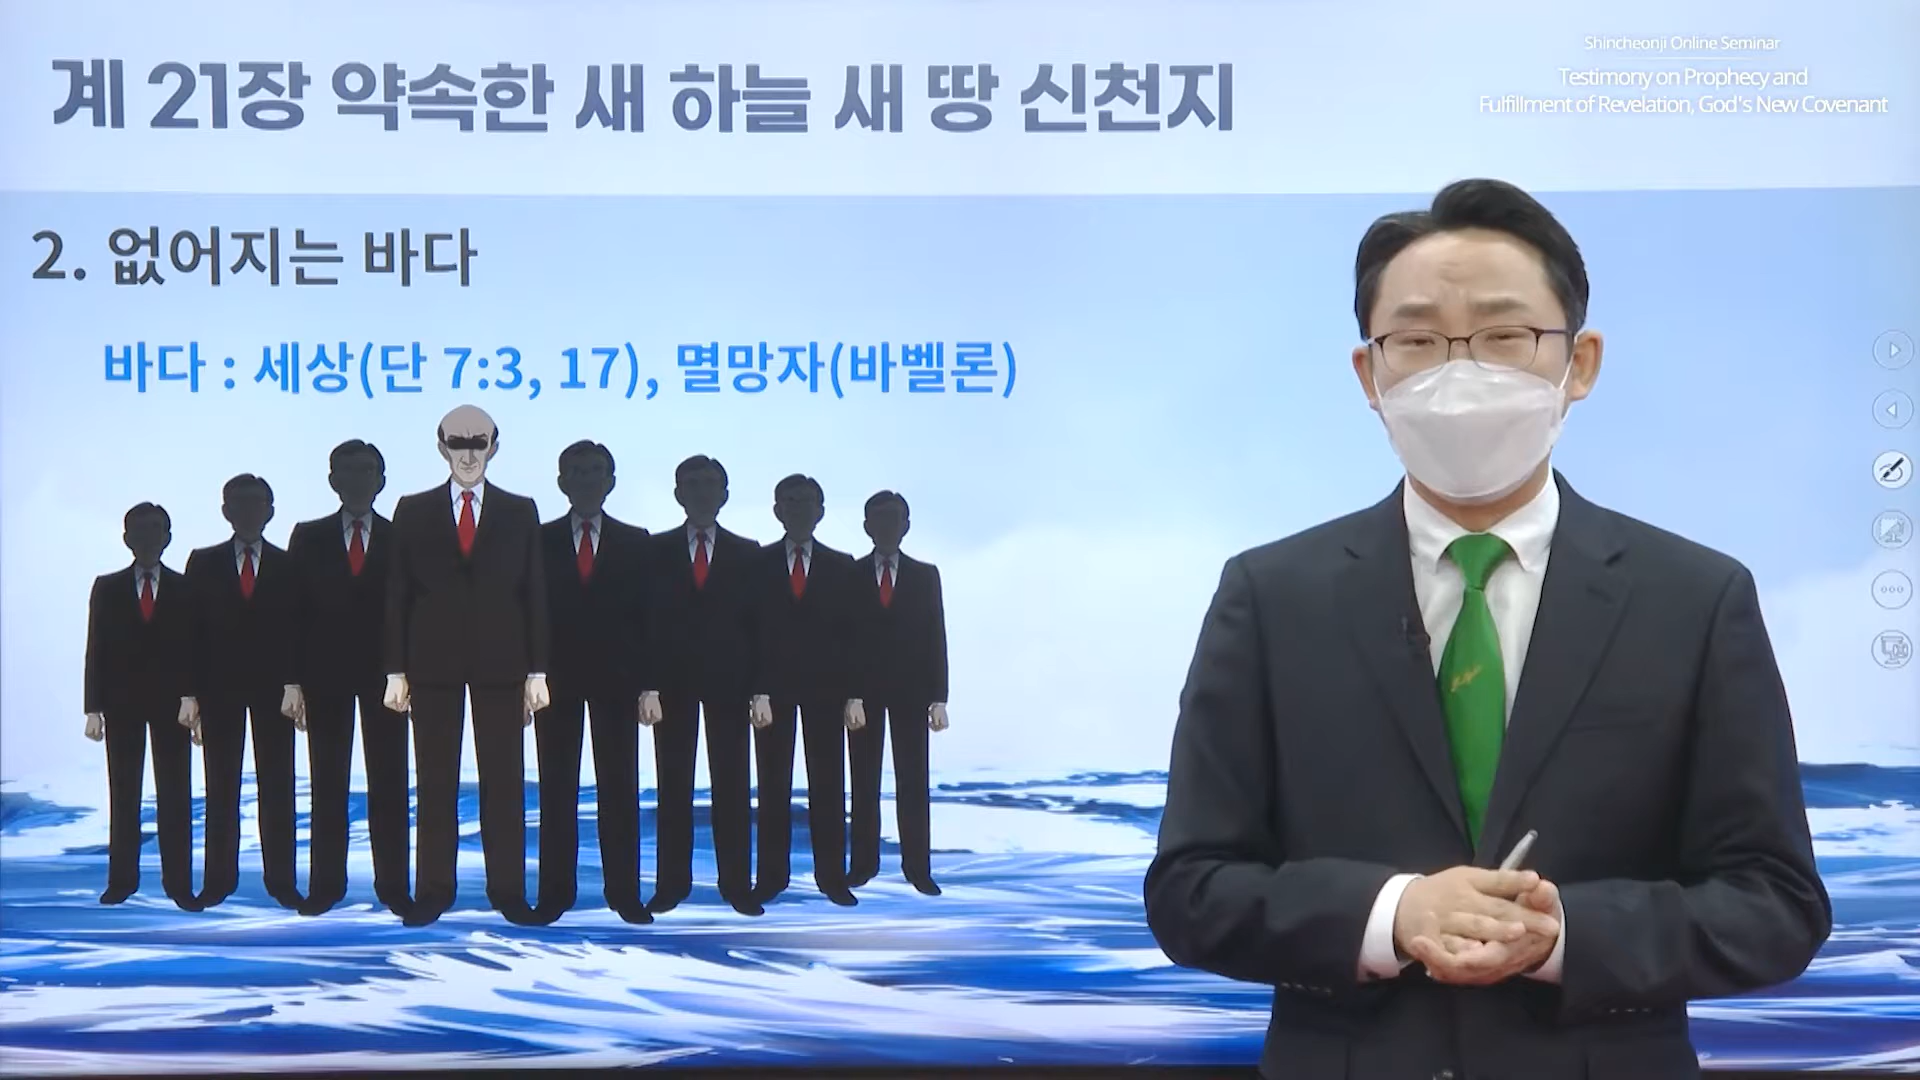 계 21장 약속한 새 하늘 새 땅 신천지
Shincheonji Online Seminar
Testimony on Prophecy and
Fulfillment of Revelation, God's New Covenant
2. 없어지는 바다
바다 : 세상(단 7:3, 17), 멸망자(바벨론)